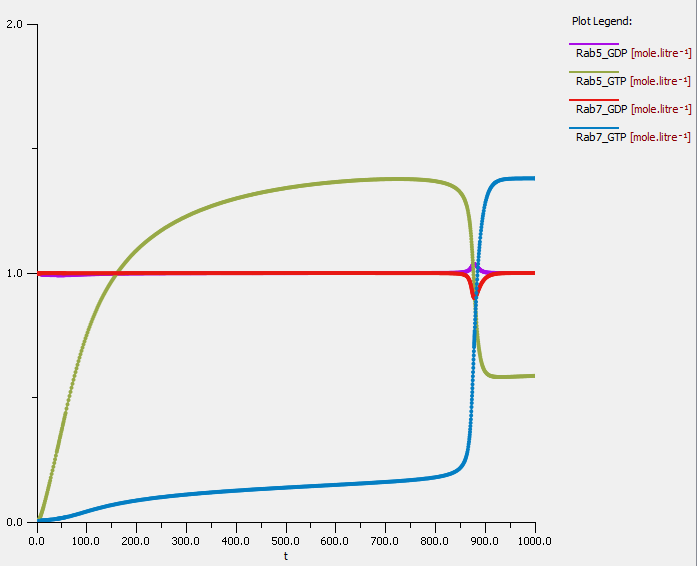 Plot Legend:
Rab5_GDP [mole.litre⁻¹]
Rab5_GTP [mole.litre⁻¹]
Rab7_GDP [mole.litre⁻¹]
Rab7_GTP [mole.litre⁻¹]
2.0
1.0
0.0
0.0 100.0 200.0 300.0 400.0 500.0 600.0 700.0 800.0 900.0 1000.0
t